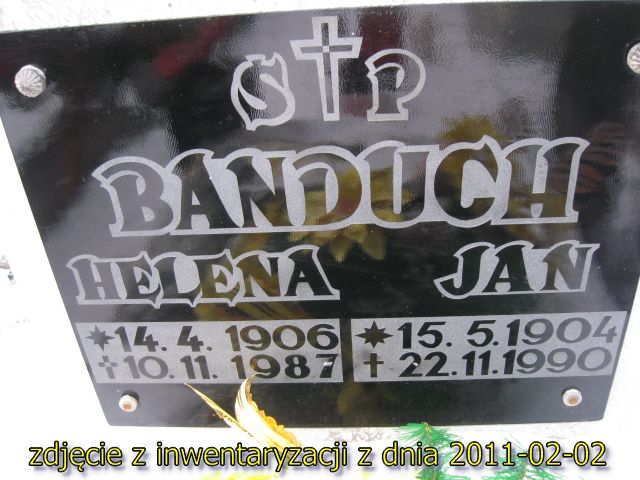 S † P
BANDUCH
HELENA JAN
* 14. 4. 1906 * 15. 5. 1904
† 10. 11. 1987 † 22. 11. 1990
zdjęcie z inwentaryzacji z dnia 2011-02-02